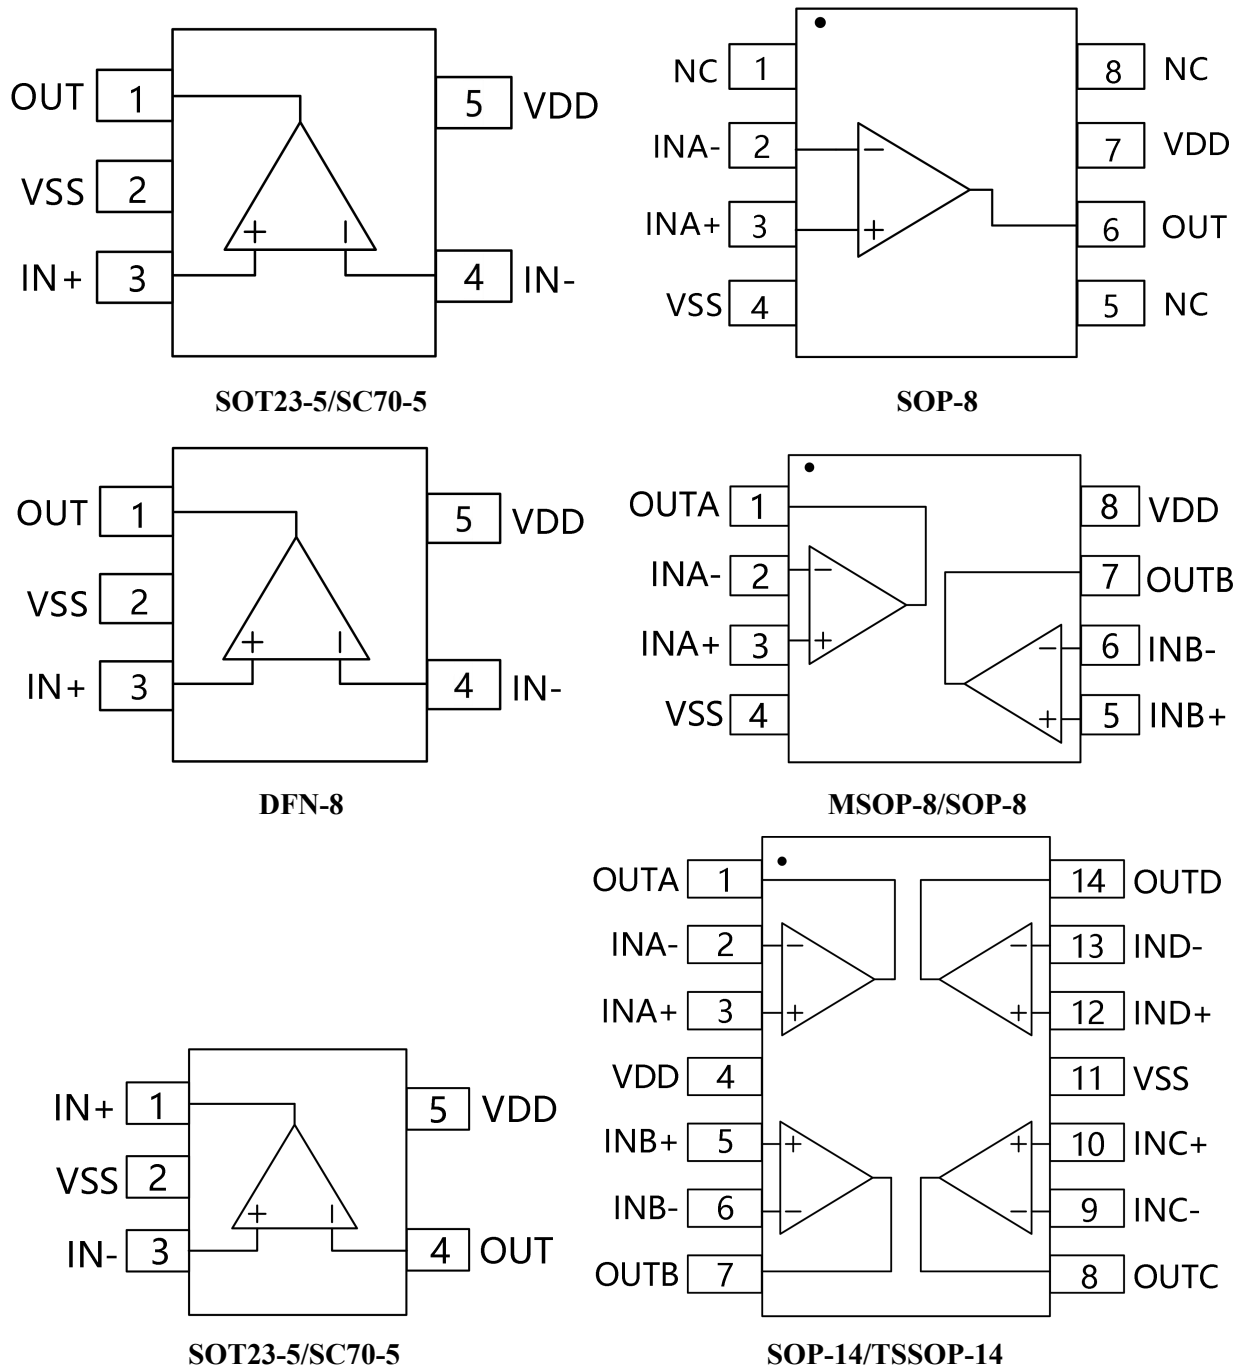 OUT 1 5 VDD
VSS 2
IN+ 3 4 IN-
+ −
SOT23-5/SC70-5
NC 1 8 NC
INA- 2 − 7 VDD
INA+ 3 + 6 OUT
VSS 4 5 NC
SOP-8
OUT 1 5 VDD
VSS 2
+ −
IN+ 3 4 IN-
DFN-8
OUTA 1 8 VDD
INA- 2 − 7 OUTB
INA+ 3 + − 6 INB-
VSS 4 + 5 INB+
MSOP-8/SOP-8
IN+ 1 5 VDD
VSS 2
+ −
IN- 3 4 OUT
SOT23-5/SC70-5
OUTA 1 14 OUTD
INA- 2 − − 13 IND-
INA+ 3 + + 12 IND+
VDD 4 11 VSS
INB+ 5 + + 10 INC+
INB- 6 − − 9 INC-
OUTB 7 8 OUTC
SOP-14/TSSOP-14